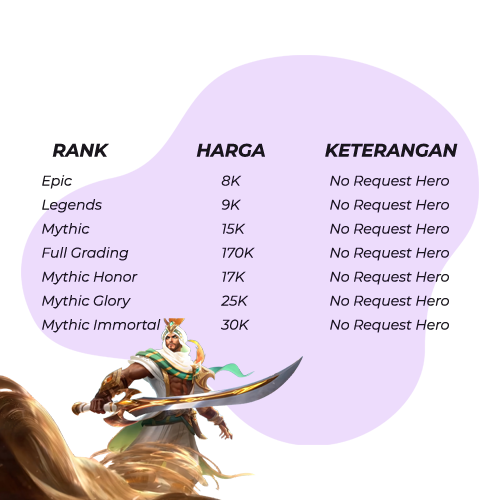 RANK HARGA KETERANGAN
Epic 8K No Request Hero
Legends 9K No Request Hero
Mythic 15K No Request Hero
Full Grading 170K No Request Hero
Mythic Honor 17K No Request Hero
Mythic Glory 25K No Request Hero
Mythic Immortal 30K No Request Hero